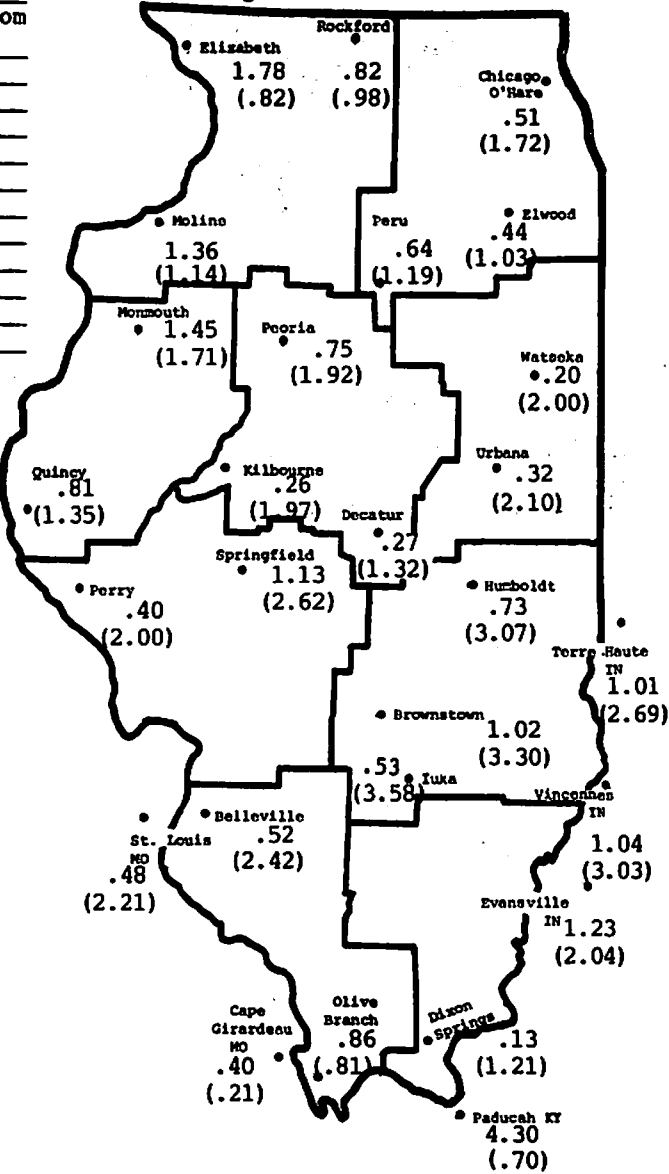 om
Rockford
.82
(.98)
Elizabeth
1.78
(.82)
Chicago
O'Hare
.51
(1.72)
Moline
1.36
(1.14)
Peru
.64
(1.19)
Elwood
.44
(1.03)
Monmouth
1.45
(1.71)
Peoria
.75
(1.92)
Watseka
.20
(2.00)
Quincy
.81
(1.35)
Kilbourne
.26
(1.97)
Urbana
.32
(2.10)
Decatur
.27
(1.32)
Springfield
1.13
(2.62)
Perry
.40
(2.00)
Humboldt
.73
(3.07)
Terre Haute
IN
1.01
(2.69)
Brownstown
1.02
(3.30)
.53
Iuka
(3.58)
Vincennes
IN
1.04
(3.03)
Belleville
.52
(2.42)
St. Louis
MO
.48
(2.21)
Evansville
IN 1.23
(2.04)
Cape
Girardeau
MO
.40
(.21)
Olive
Branch
.86
(.81)
Dixon
Springs
.13
(1.21)
Paducah KY
4.30
(.70)